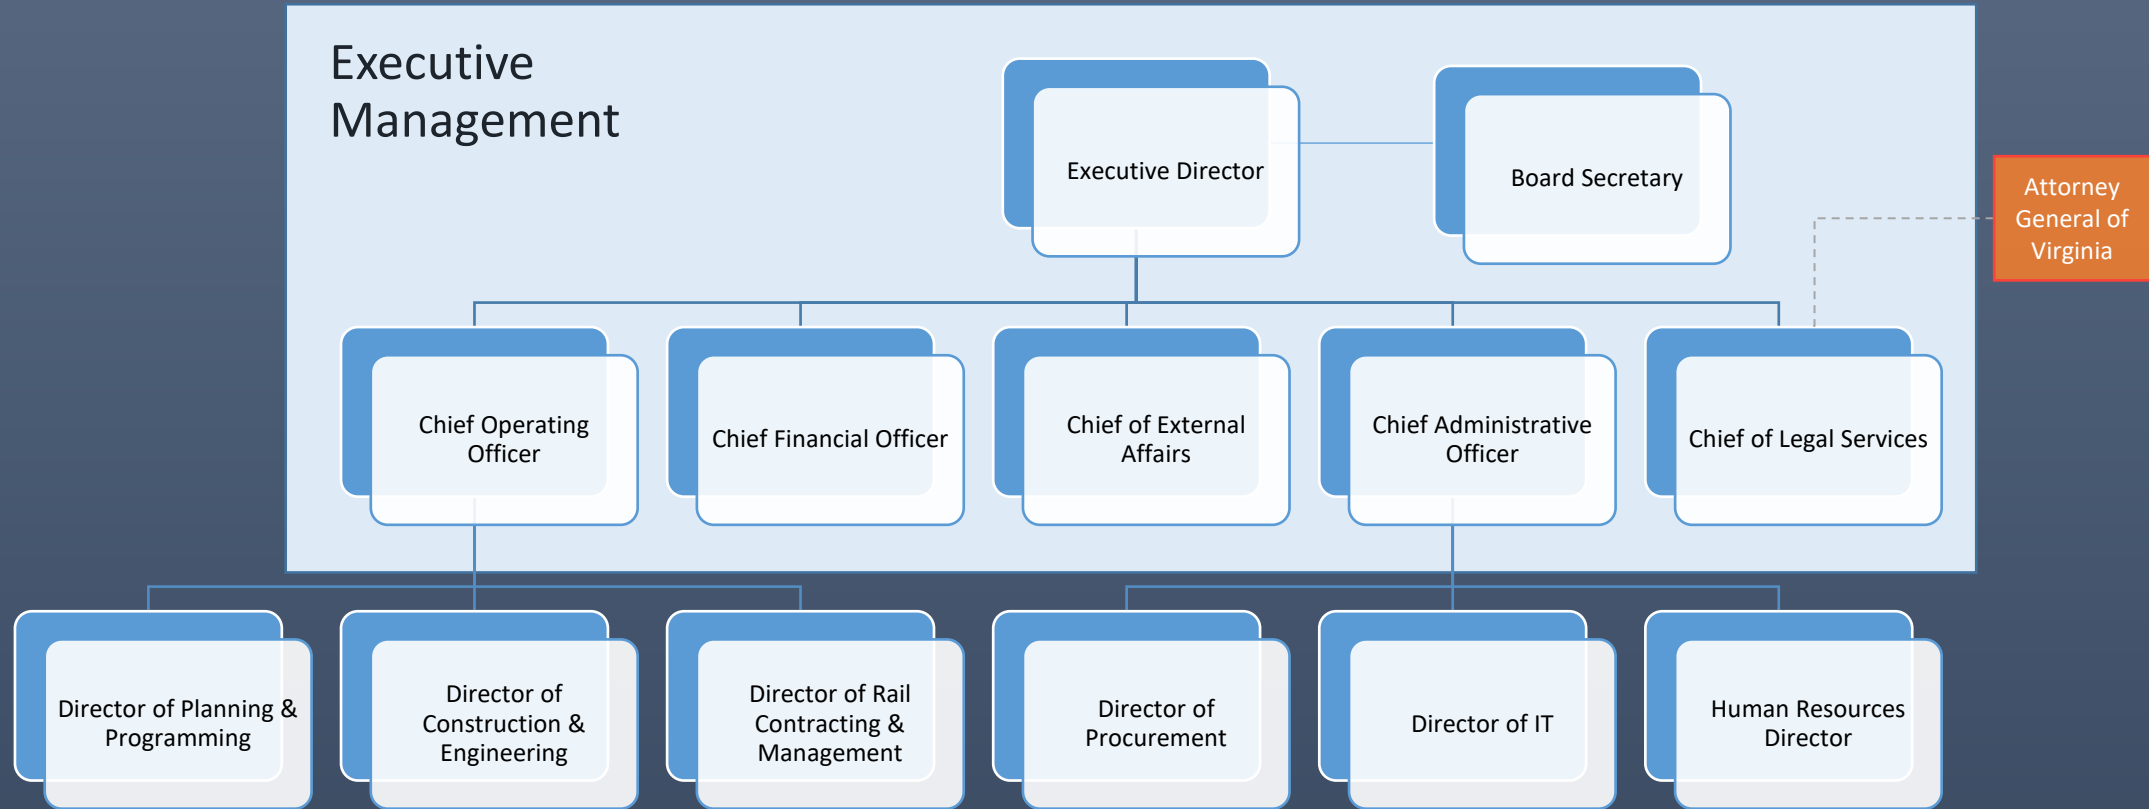 Executive
Management
Executive Director
Board Secretary
Attorney
General of
Virginia
Chief Operating
Officer
Chief Financial Officer
Chief of External
Affairs
Chief Administrative
Officer
Chief of Legal Services
Director of Planning &
Programming
Director of
Construction &
Engineering
Director of Rail
Contracting &
Management
Director of
Procurement
Director of IT
Human Resources
Director